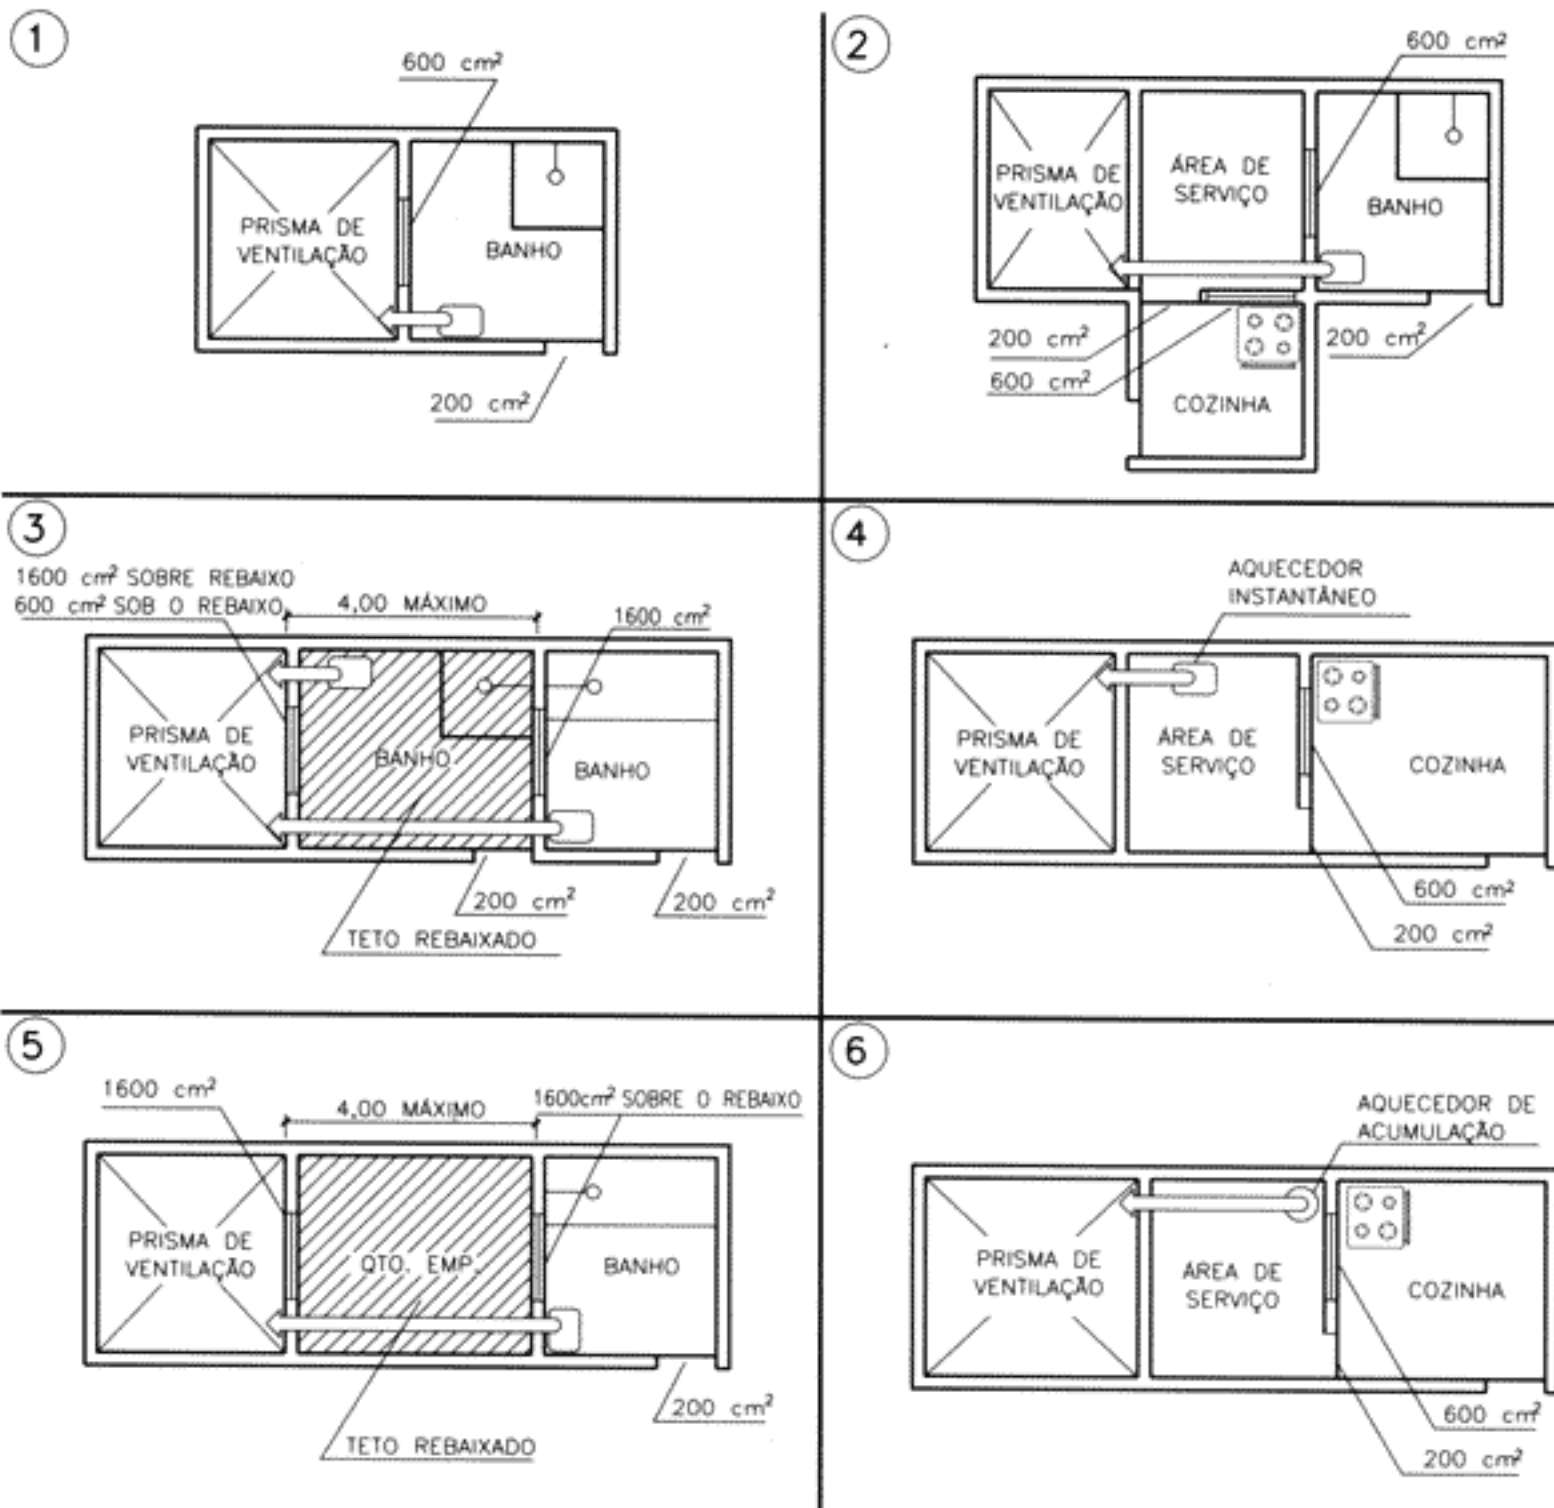 1
600 cm²
PRISMA DE
VENTILAÇÃO
BANHO
200 cm²
2
600 cm²
PRISMA DE
VENTILAÇÃO
ÁREA DE
SERVIÇO
BANHO
200 cm²
600 cm²
200 cm²
COZINHA
3
1600 cm² SOBRE REBAIXO
600 cm² SOB O REBAIXO
4,00 MÁXIMO
1600 cm²
PRISMA DE
VENTILAÇÃO
BANHO
BANHO
200 cm²
200 cm²
TETO REBAIXADO
4
AQUECEDOR
INSTANTÂNEO
PRISMA DE
VENTILAÇÃO
ÁREA DE
SERVIÇO
COZINHA
600 cm²
200 cm²
5
1600 cm²
4,00 MÁXIMO
1600cm² SOBRE O REBAIXO
PRISMA DE
VENTILAÇÃO
QTO. EMP.
BANHO
200 cm²
TETO REBAIXADO
6
AQUECEDOR DE
ACUMULAÇÃO
PRISMA DE
VENTILAÇÃO
ÁREA DE
SERVIÇO
COZINHA
600 cm²
200 cm²